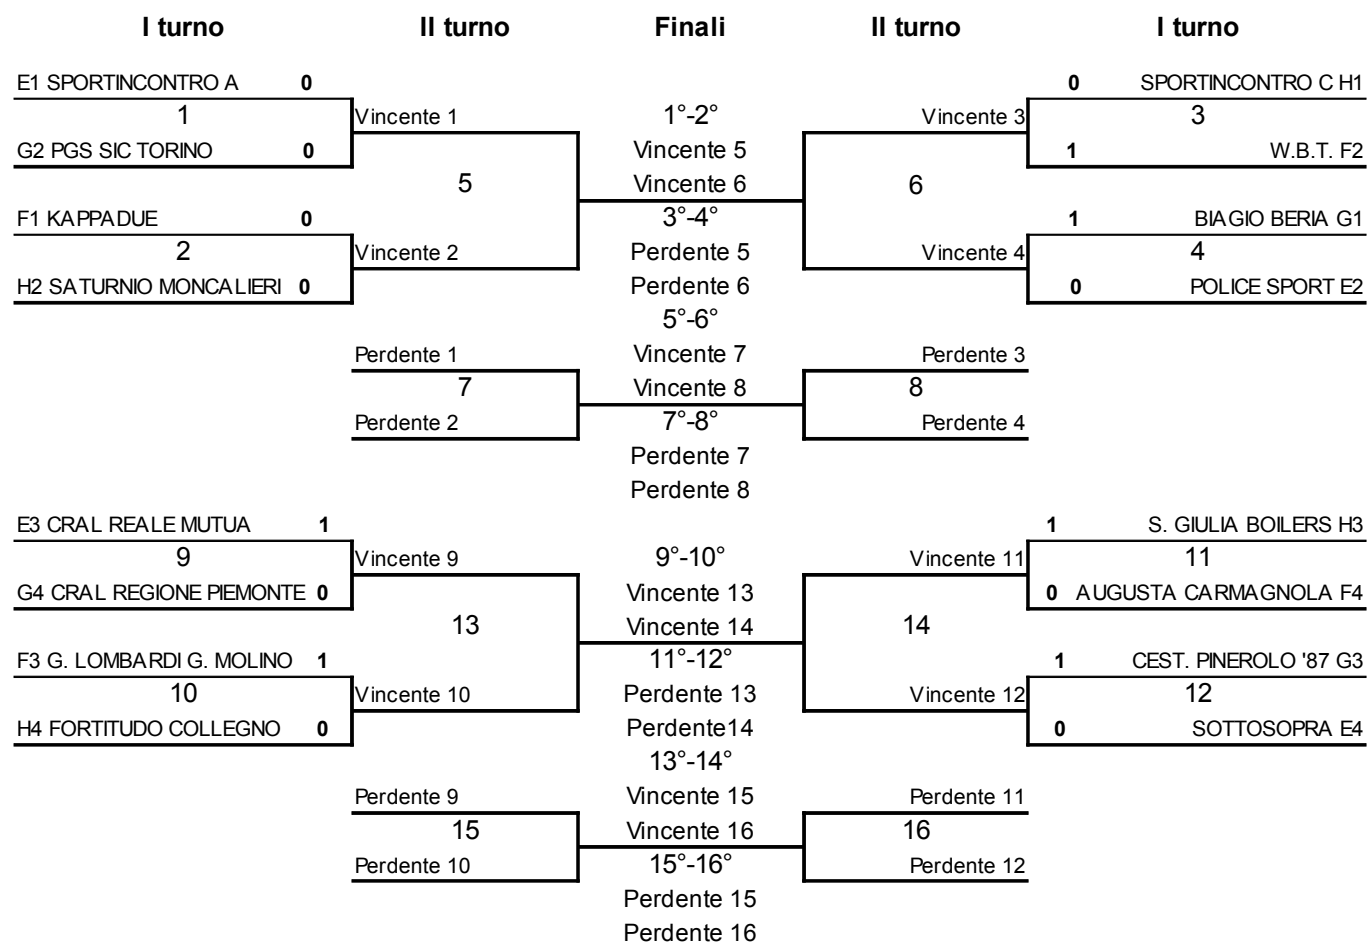 I turno II turno Finali II turno I turno
E1 SPORTINCONTRO A 0 0 SPORTINCONTRO C H1
1 Vincente 1 1°-2° Vincente 3 3
G2 PGS SIC TORINO 0 Vincente 5 1 W.B.T. F2
5 Vincente 6 6
F1 KAPPADUE 0 3°-4° 1 BIAGIO BERIA G1
2 Vincente 2 Perdente 5 Vincente 4 4
H2 SATURNIO MONCALIERI 0 Perdente 6 0 POLICE SPORT E2
5°-6°
Perdente 1 Vincente 7 Perdente 3
7 Vincente 8 8
Perdente 2 7°-8° Perdente 4
Perdente 7
Perdente 8
E3 CRAL REALE MUTUA 1 1 S. GIULIA BOILERS H3
9 Vincente 9 9°-10° Vincente 11 11
G4 CRAL REGIONE PIEMONTE 0 Vincente 13 0 AUGUSTA CARMAGNOLA F4
13 Vincente 14 14
F3 G. LOMBARDI G. MOLINO 1 11°-12° 1 CEST. PINEROLO '87 G3
10 Vincente 10 Perdente 13 Vincente 12 12
H4 FORTITUDO COLLEGNO 0 Perdente14 0 SOTTOSOPRA E4
13°-14°
Perdente 9 Vincente 15 Perdente 11
15 Vincente 16 16
Perdente 10 15°-16° Perdente 12
Perdente 15
Perdente 16